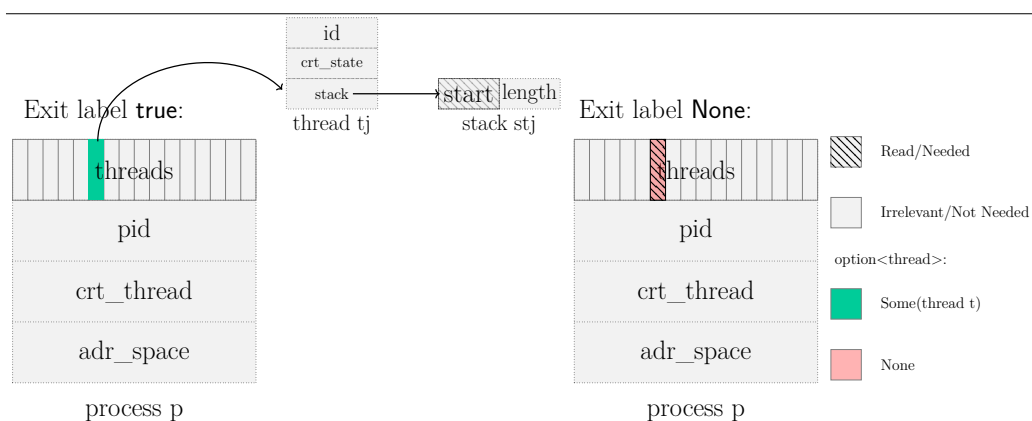 id
crt_state
stack
thread tj
start length
stack stj
Exit label true:
threads
pid
crt_thread
adr_space
process p
Exit label None:
threads
pid
crt_thread
adr_space
process p
Read/Needed
Irrelevant/Not Needed
option<thread>:
Some(thread t)
None